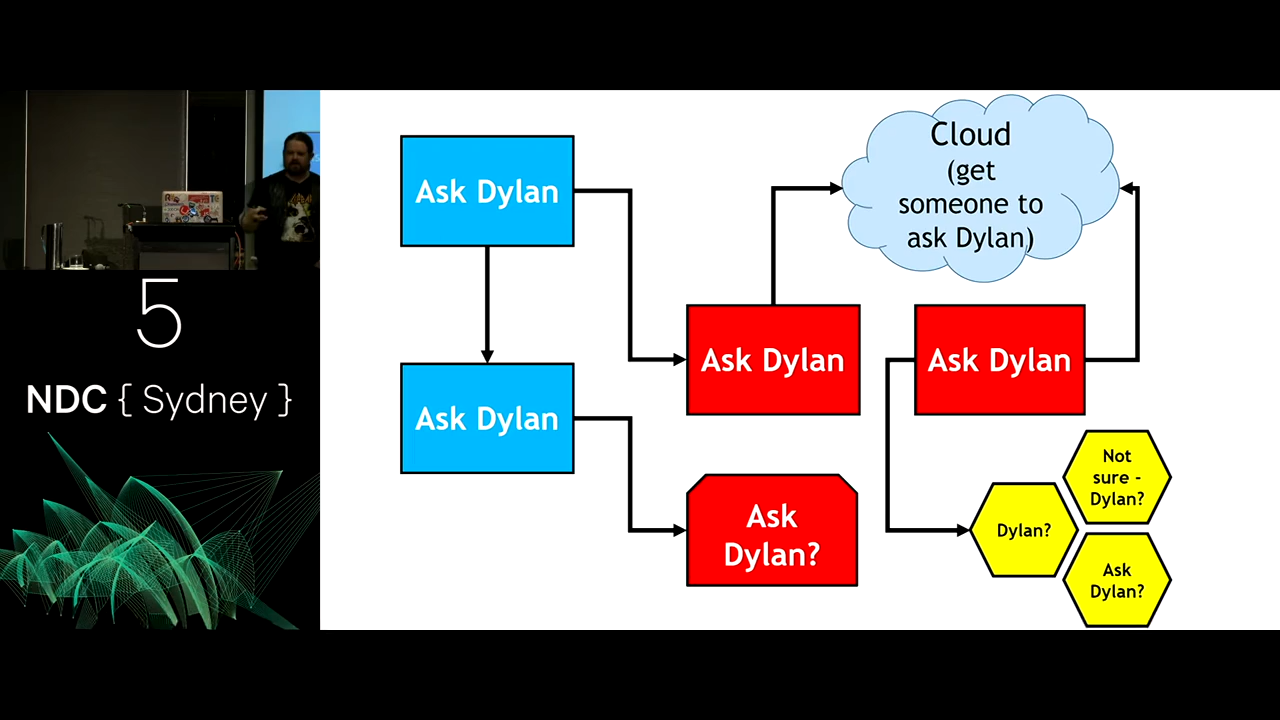 5
NDC { Sydney }
Ask Dylan
Cloud
(get
someone to
ask Dylan)
Ask Dylan
Ask Dylan
Ask Dylan
Ask
Dylan?
Not
sure -
Dylan?
Dylan?
Ask
Dylan?